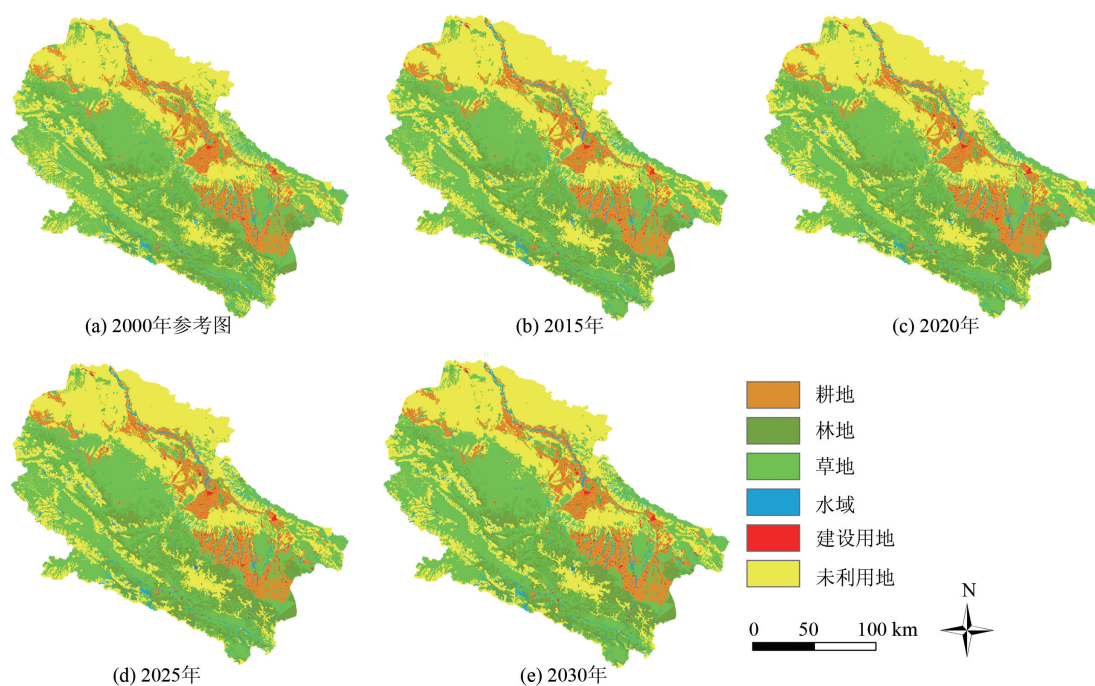 (a) 2000年参考图
(b) 2015年
(c) 2020年
(d) 2025年
(e) 2030年
耕地
林地
草地
水域
建设用地
未利用地
N
0 50 100 km